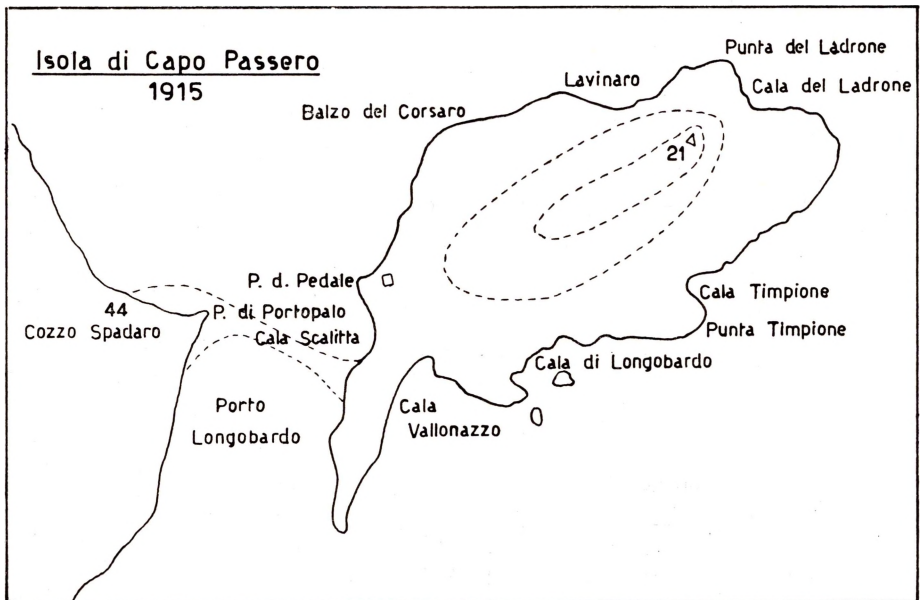 Isola di Capo Passero
1915
Punta del Ladrone
Lavinaro
Cala del Ladrone
Balzo del Corsaro
21
P. d. Pedale
Cala Timpione
44
P. di Portopalo
Cozzo Spadaro
Cala Scalitta
Punta Timpione
Cala di Longobardo
Porto
Longobardo
Cala
Vallonazzo